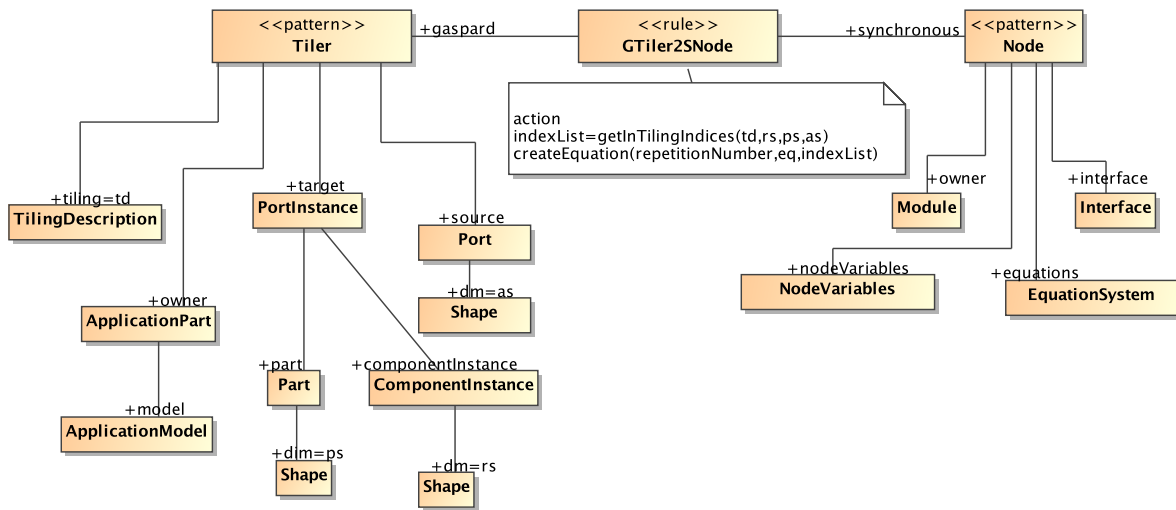 <<pattern>>
Tiler
+gaspard
<<rule>>
GTiler2SNode
+synchronous
<<pattern>>
Node
action
indexList=getInTilingIndices(td,rs,ps,as)
createEquation(repetitionNumber,eq,indexList)
+tiling=td
TilingDescription
+target
PortInstance
+source
Port
+dm=as
Shape
+owner
Module
+interface
Interface
+nodeVariables
NodeVariables
+equations
EquationSystem
+owner
ApplicationPart
+model
ApplicationModel
+part
Part
+dim=ps
Shape
+componentInstance
ComponentInstance
+dm=rs
Shape